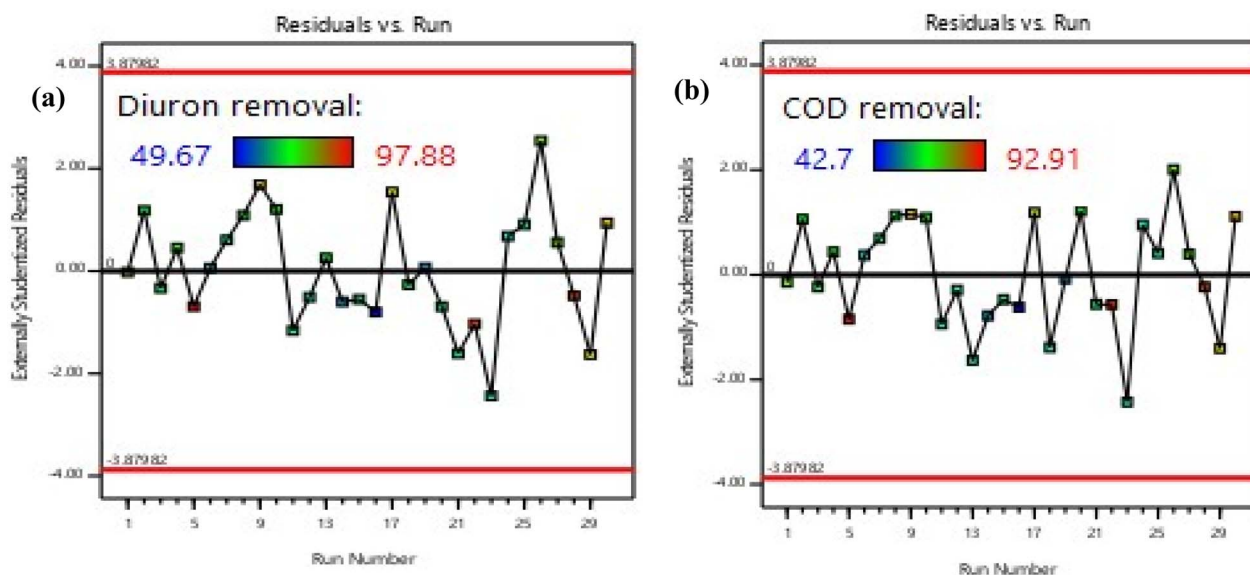 Residuals vs. Run
(a)
4.00
3.87982
Diuron removal:
49.67 97.88
2.00
0.00
0
-2.00
-3.87982
-4.00
Externally Studentized Residuals
1 5 9 13 17 21 25 29
Run Number
Residuals vs. Run
(b)
4.00
3.87982
COD removal:
42.7 92.91
2.00
0.00
0
-2.00
-3.87982
-4.00
Externally Studentized Residuals
1 5 9 13 17 21 25 29
Run Number